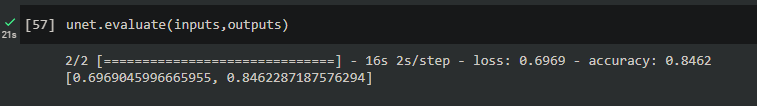 [57] unet.evaluate(inputs,outputs)
21s
2/2 [==============================] - 16s 2s/step - loss: 0.6969 - accuracy: 0.8462
[0.6969045996665955, 0.8462287187576294]